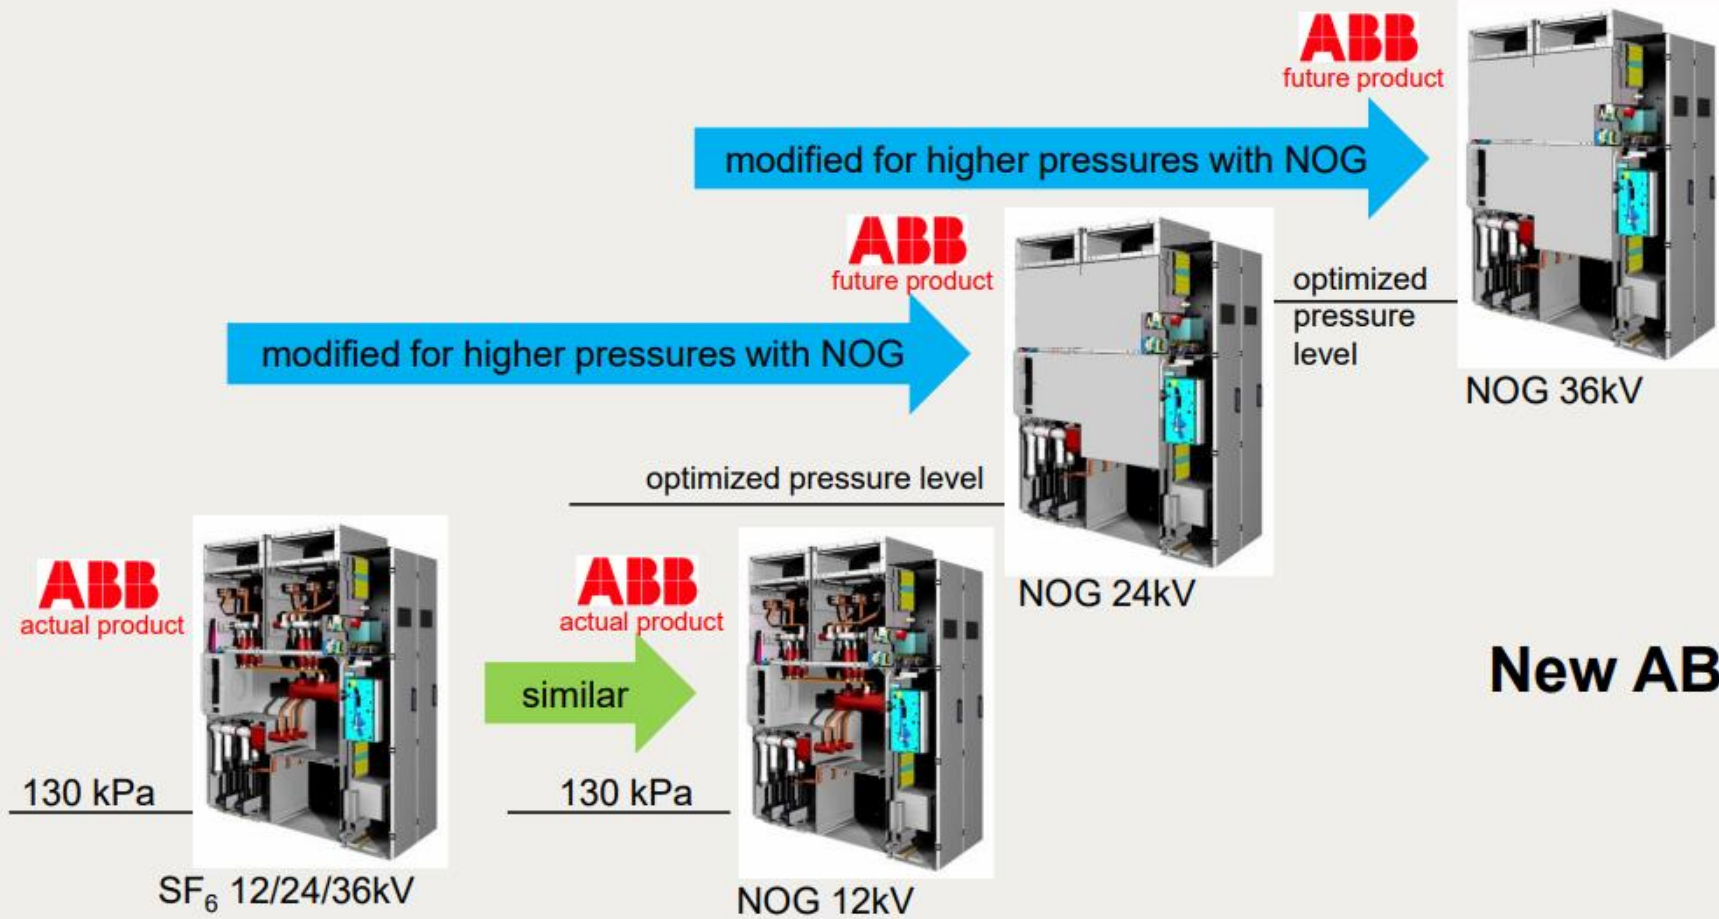 ABB
future product
modified for higher pressures with NOG
ABB
future product
optimized
pressure
level
modified for higher pressures with NOG
NOG 36kV
optimized pressure level
ABB
actual product
ABB
actual product
NOG 24kV
similar
New AB
130 kPa
130 kPa
SF₆ 12/24/36kV
NOG 12kV